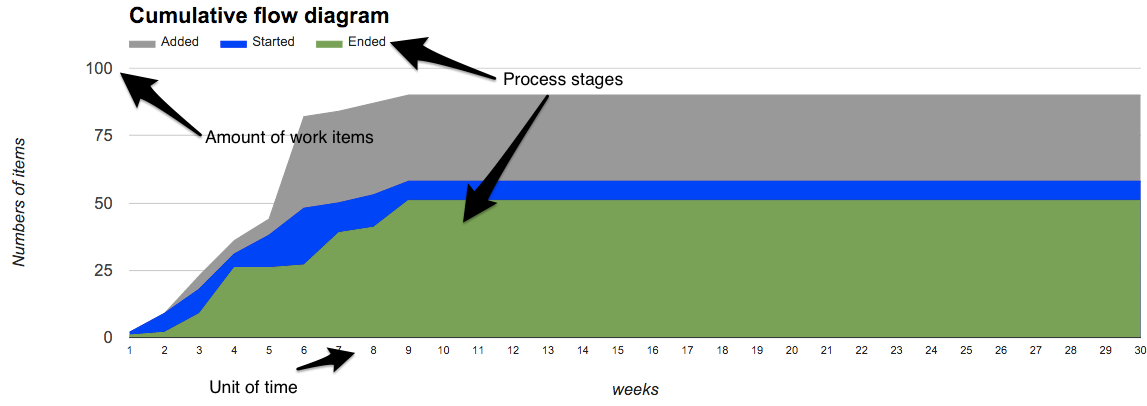 Cumulative flow diagram
Added Started Ended
Process stages
100
Amount of work items
75
50
25
0
Numbers of items
1 2 3 4 5 6 7 8 9 10 11 12 13 14 15 16 17 18 19 20 21 22 23 24 25 26 27 28 29 30
Unit of time
weeks